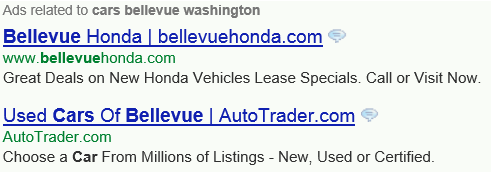 Ads related to cars bellevue washington
Bellevue Honda | bellevuehonda.com
www.bellevuehonda.com
Great Deals on New Honda Vehicles Lease Specials. Call or Visit Now.
Used Cars Of Bellevue | AutoTrader.com
AutoTrader.com
Choose a Car From Millions of Listings - New, Used or Certified.